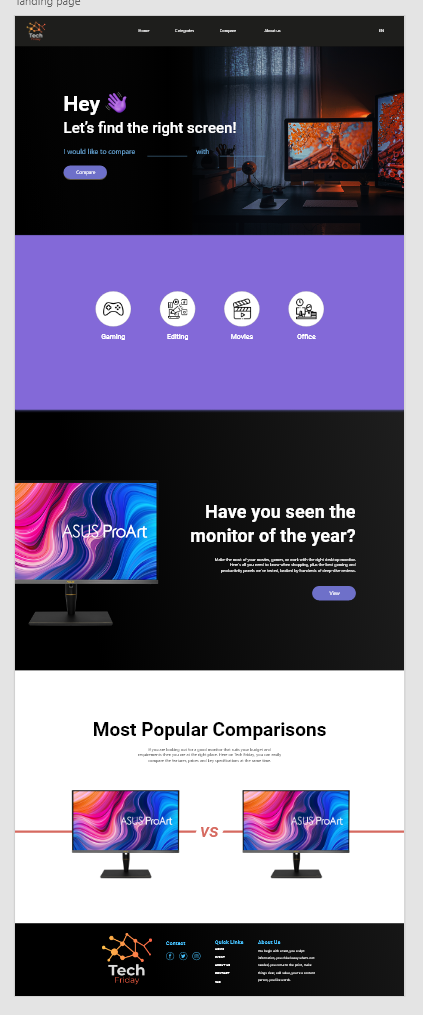 landing page
Tech
Friday
Home Categories Compare About us EN
Hey 👋
Let's find the right screen!
I would like to compare with
Compare
Gaming Editing Movies Office
ASUS ProArt
Have you seen the
monitor of the year?
Make the most of your movies, games, or work with the right desktop monitor.
Here's all you need to know when shopping, plus the best gaming and
productivity panels we've tested, backed by hundreds of deep-dive reviews.
View
Most Popular Comparisons
If you are looking out for a good monitor that suits your budget and
requirements then you are at the right place. Here on Tech Friday, you can easily
compare the features, prices and key specifications at the same time
ASUS ProArt
VS
ASUS ProArt
Tech
Friday
Contact
Quick Links
About Us